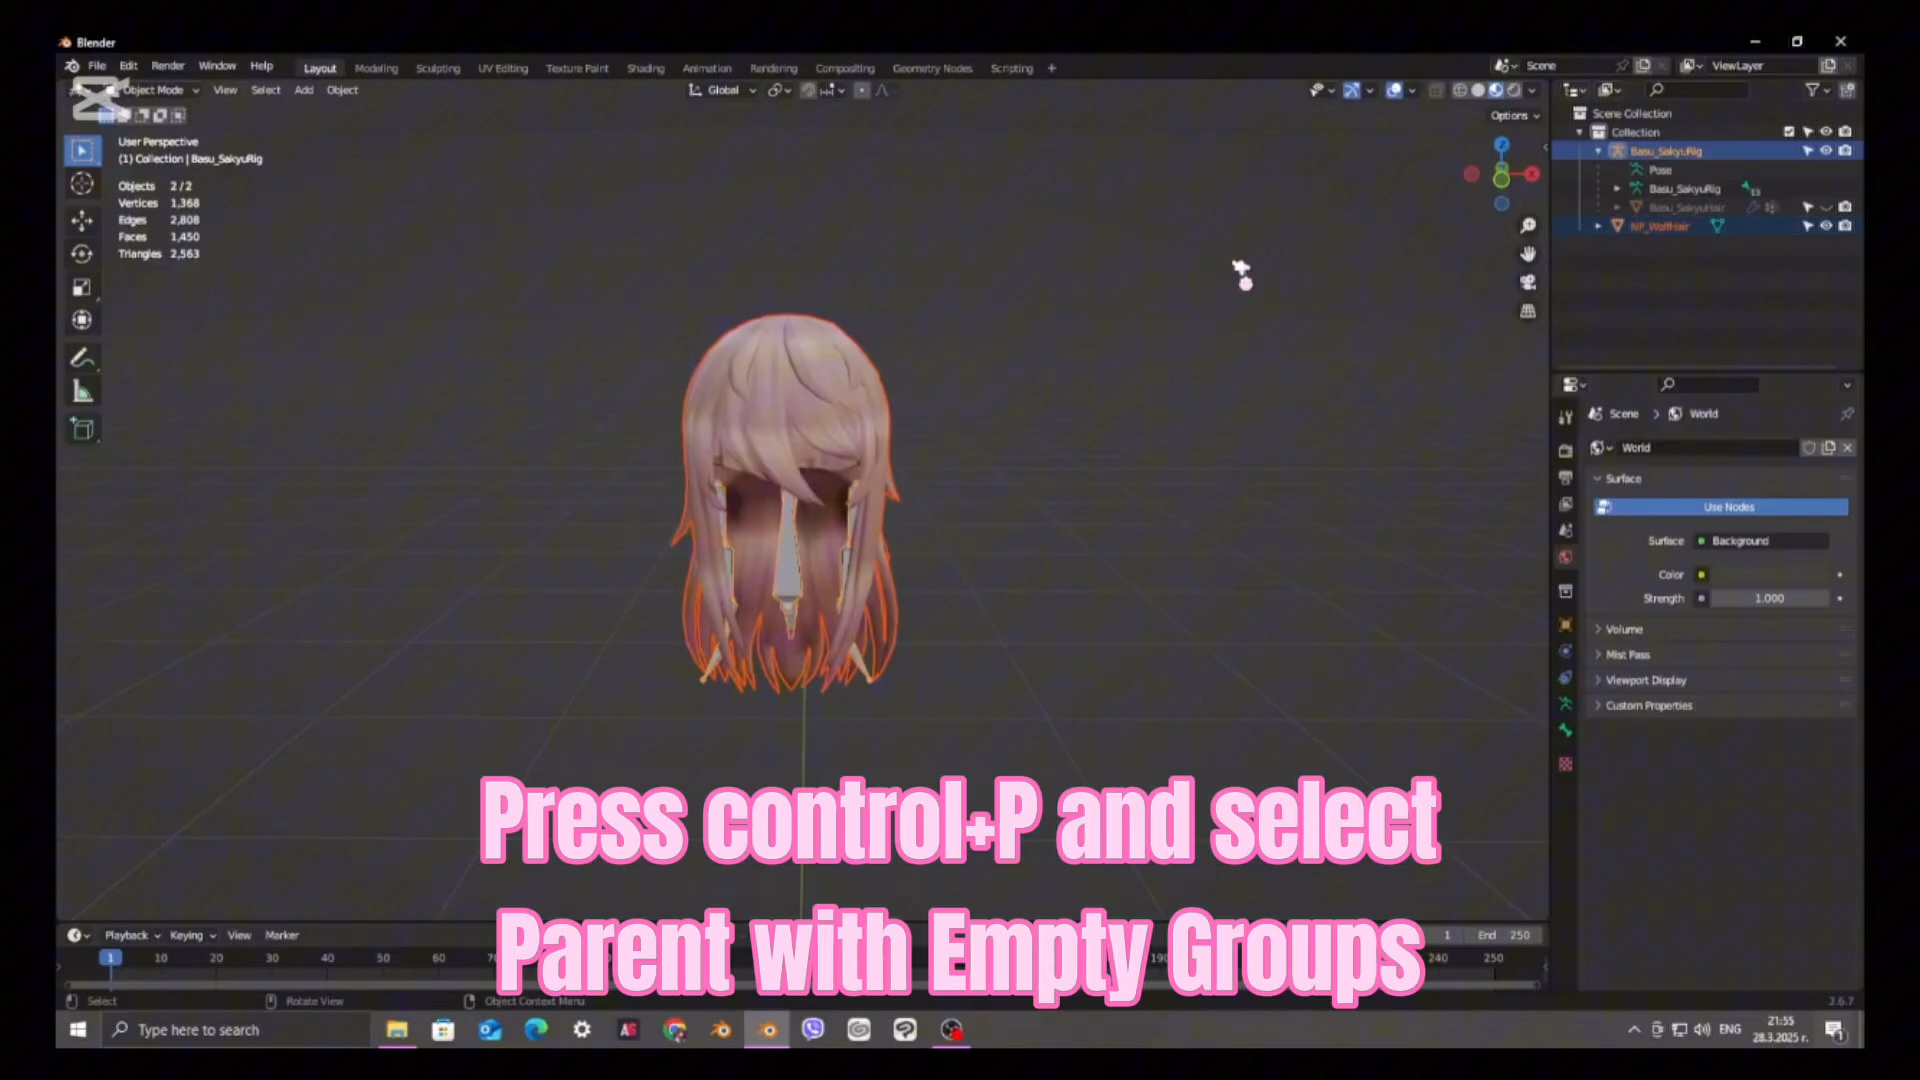 Blender
File Edit Render Window Help Layout Modeling Sculpting UV Editing Texture Paint Shading Animation Rendering Compositing Geometry Nodes Scripting + Scene ViewLayer
Object Mode View Select Add Object Global
Options
User Perspective
(1) Collection | Basu_SakyuRig
Objects 2/2
Vertices 1,368
Edges 2,808
Faces 1,450
Triangles 2,563
Z
X
Scene Collection
Collection
Basu_SakyuRig
Pose
Basu_SakyuRig 13
Basu_SakyuHair
NP_WolfHair
Scene > World
World
Surface
Use Nodes
Surface Background
Color
Strength 1.000
Volume
Mist Pass
Viewport Display
Custom Properties
Press control+P and select
Parent with Empty Groups
Playback Keying View Marker 1 End 250
1 10 20 30 40 50 60 240 250
Select Rotate View Object Context Menu 3.6.7
Type here to search
ENG 21:55
28.3.2025 г.
1